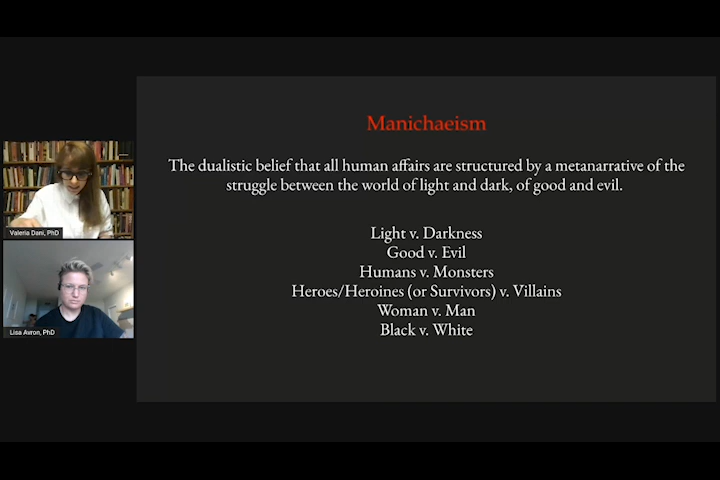 Manichaeism
The dualistic belief that all human affairs are structured by a metanarrative of the
struggle between the world of light and dark, of good and evil.
Light v. Darkness
Good v. Evil
Humans v. Monsters
Heroes/Heroines (or Survivors) v. Villains
Woman v. Man
Black v. White
Valeria Dani, PhD
Lisa Avron, PhD